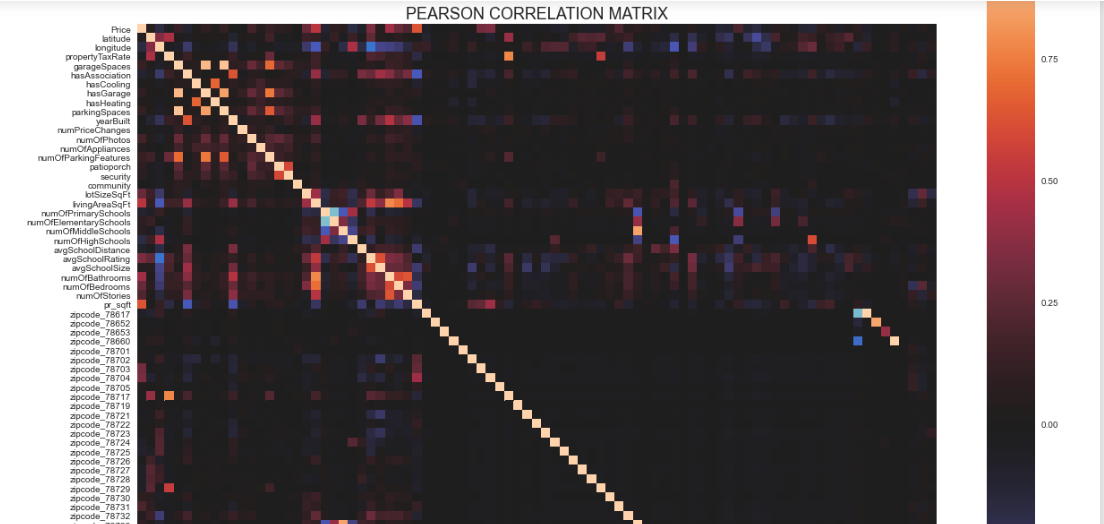 PEARSON CORRELATION MATRIX
Price
latitude
longitude
propertyTaxRate
garageSpaces
hasAssociation
hasCooling
hasGarage
hasHeating
parkingSpaces
yearBuilt
numPriceChanges
numOfPhotos
numOfAppliances
numOfParkingFeatures
patioporch
security
community
lotSizeSqFt
livingAreaSqFt
numOfPrimarySchools
numOfElementarySchools
numOfMiddleSchools
numOfHighSchools
avgSchoolDistance
avgSchoolRating
avgSchoolSize
numOfBathrooms
numOfBedrooms
numOfStories
pr_sqft
zipcode_78617
zipcode_78652
zipcode_78653
zipcode_78660
zipcode_78701
zipcode_78702
zipcode_78703
zipcode_78704
zipcode_78705
zipcode_78717
zipcode_78719
zipcode_78721
zipcode_78722
zipcode_78723
zipcode_78724
zipcode_78725
zipcode_78726
zipcode_78727
zipcode_78728
zipcode_78729
zipcode_78730
zipcode_78731
zipcode_78732
0.75
0.50
0.25
0.00